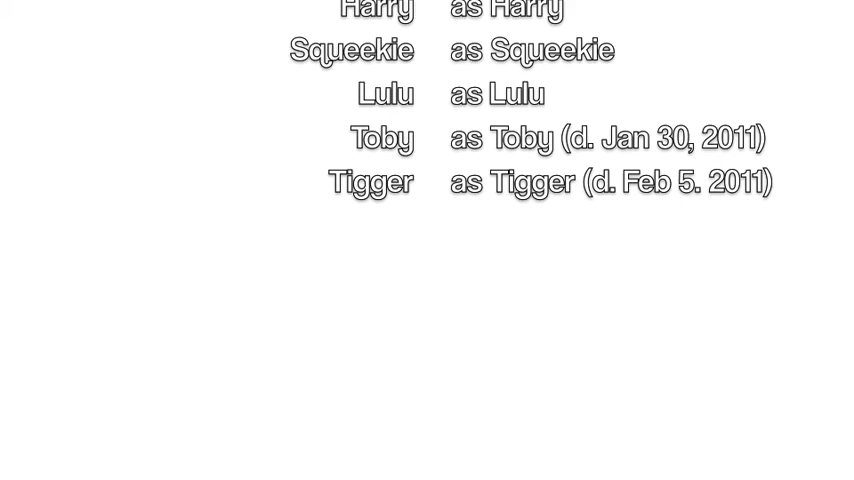 Harry as Harry
Squeekie as Squeekie
Lulu as Lulu
Toby as Toby (d. Jan 30, 2011)
Tigger as Tigger (d. Feb 5. 2011)